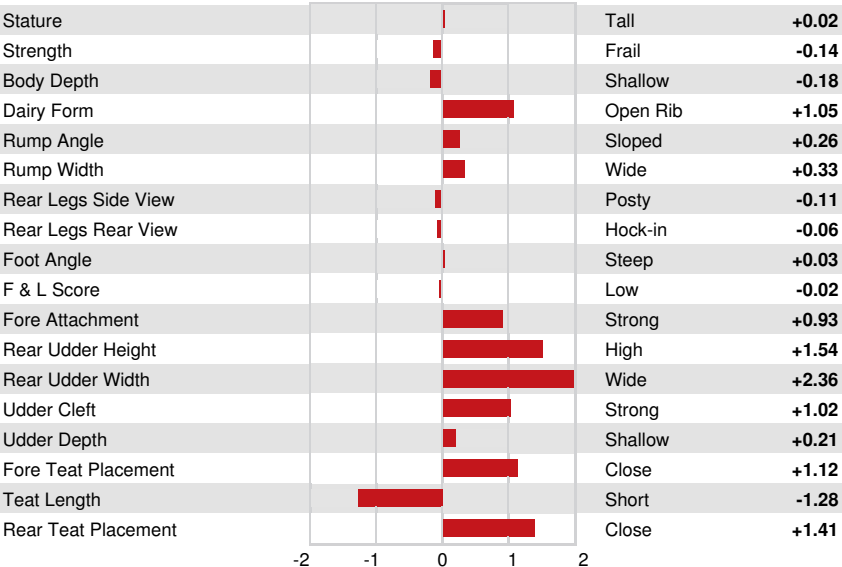 Stature Tall +0.02
Strength Frail -0.14
Body Depth Shallow -0.18
Dairy Form Open Rib +1.05
Rump Angle Sloped +0.26
Rump Width Wide +0.33
Rear Legs Side View Posty -0.11
Rear Legs Rear View Hock-in -0.06
Foot Angle Steep +0.03
F & L Score Low -0.02
Fore Attachment Strong +0.93
Rear Udder Height High +1.54
Rear Udder Width Wide +2.36
Udder Cleft Strong +1.02
Udder Depth Shallow +0.21
Fore Teat Placement Close +1.12
Teat Length Short -1.28
Rear Teat Placement Close +1.41
-2 -1 0 1 2